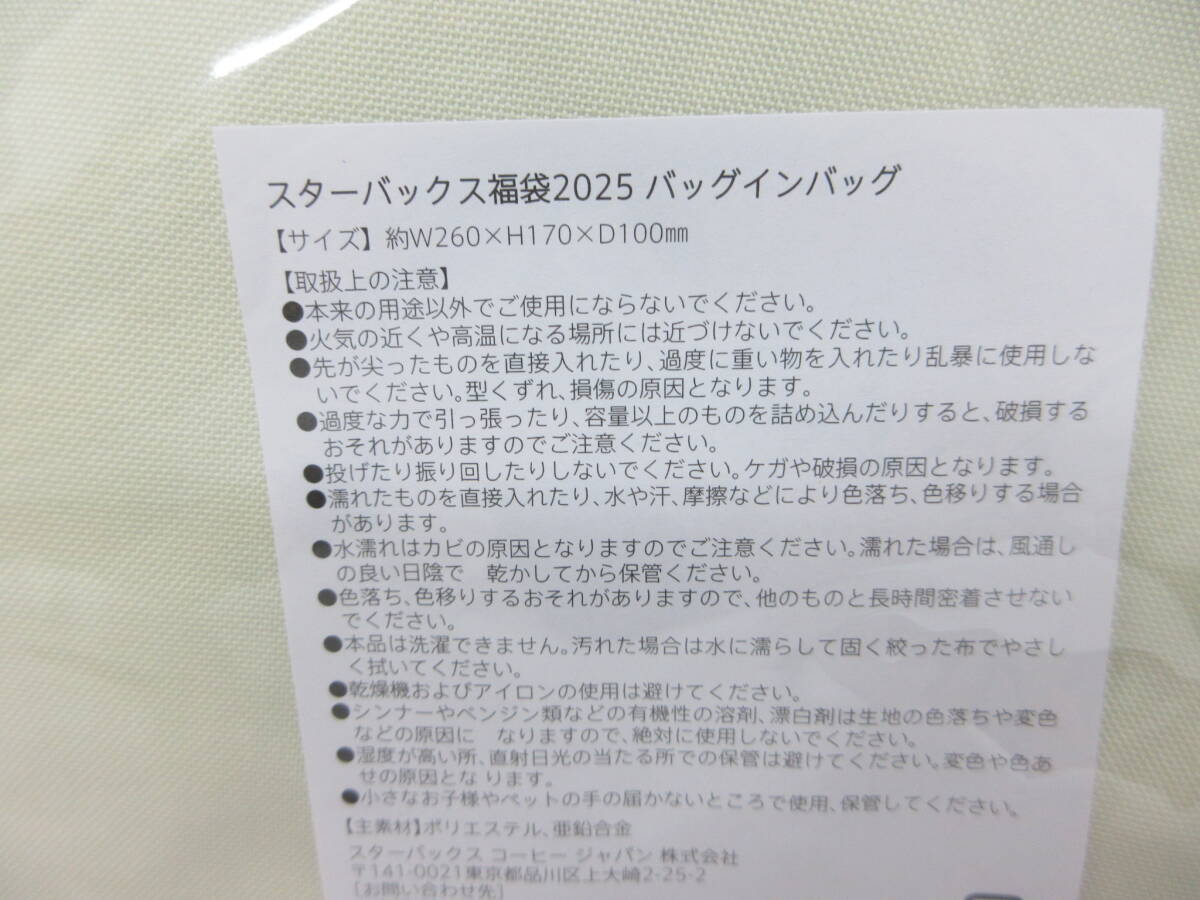 スターバックス福袋2025 バッグインバッグ
【サイズ】約W260×H170×D100㎜
【取扱上の注意】
●本来の用途以外でご使用にならないでください。
●火気の近くや高温になる場所には近づけないでください。
●先が尖ったものを直接入れたり、過度に重い物を入れたり乱暴に使用しな
いでください。型くずれ、損傷の原因となります。
●過度な力で引っ張ったり、容量以上のものを詰め込んだりすると、破損する
おそれがありますのでご注意ください。
●投げたり振り回したりしないでください。ケガや破損の原因となります。
●濡れたものを直接入れたり、水や汗、摩擦などにより色落ち、色移りする場合
があります。
●水濡れはカビの原因となりますのでご注意ください。濡れた場合は、風通し
の良い日陰で　乾かしてから保管ください。
●色落ち、色移りするおそれがありますので、他のものと長時間密着させない
でください。
●本品は洗濯できません。汚れた場合は水に濡らして固く絞った布でやさし
く拭いてください。
●乾燥機およびアイロンの使用は避けてください。
●シンナーやベンジン類などの有機性の溶剤、漂白剤は生地の色落ちや変色
などの原因に　なりますので、絶対に使用しないでください。
●湿度が高い所、直射日光の当たる所での保管は避けてください。変色や色あ
せの原因とな ります。
●小さなお子様やペットの手の届かないところで使用、保管してください。
【主素材】ポリエステル、亜鉛合金
スターバックス コーヒー ジャパン 株式会社
〒141-0021東京都品川区上大崎2-25-2
［お問い合わせ先］